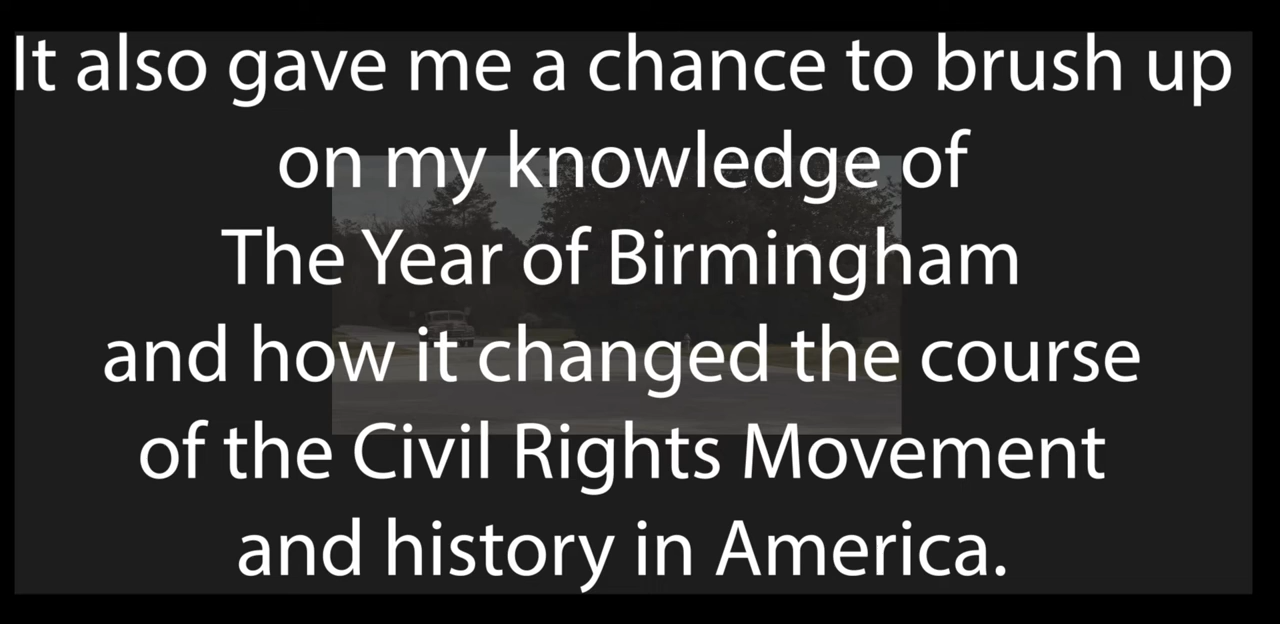 It also gave me a chance to brush up
on my knowledge of
The Year of Birmingham
and how it changed the course
of the Civil Rights Movement
and history in America.